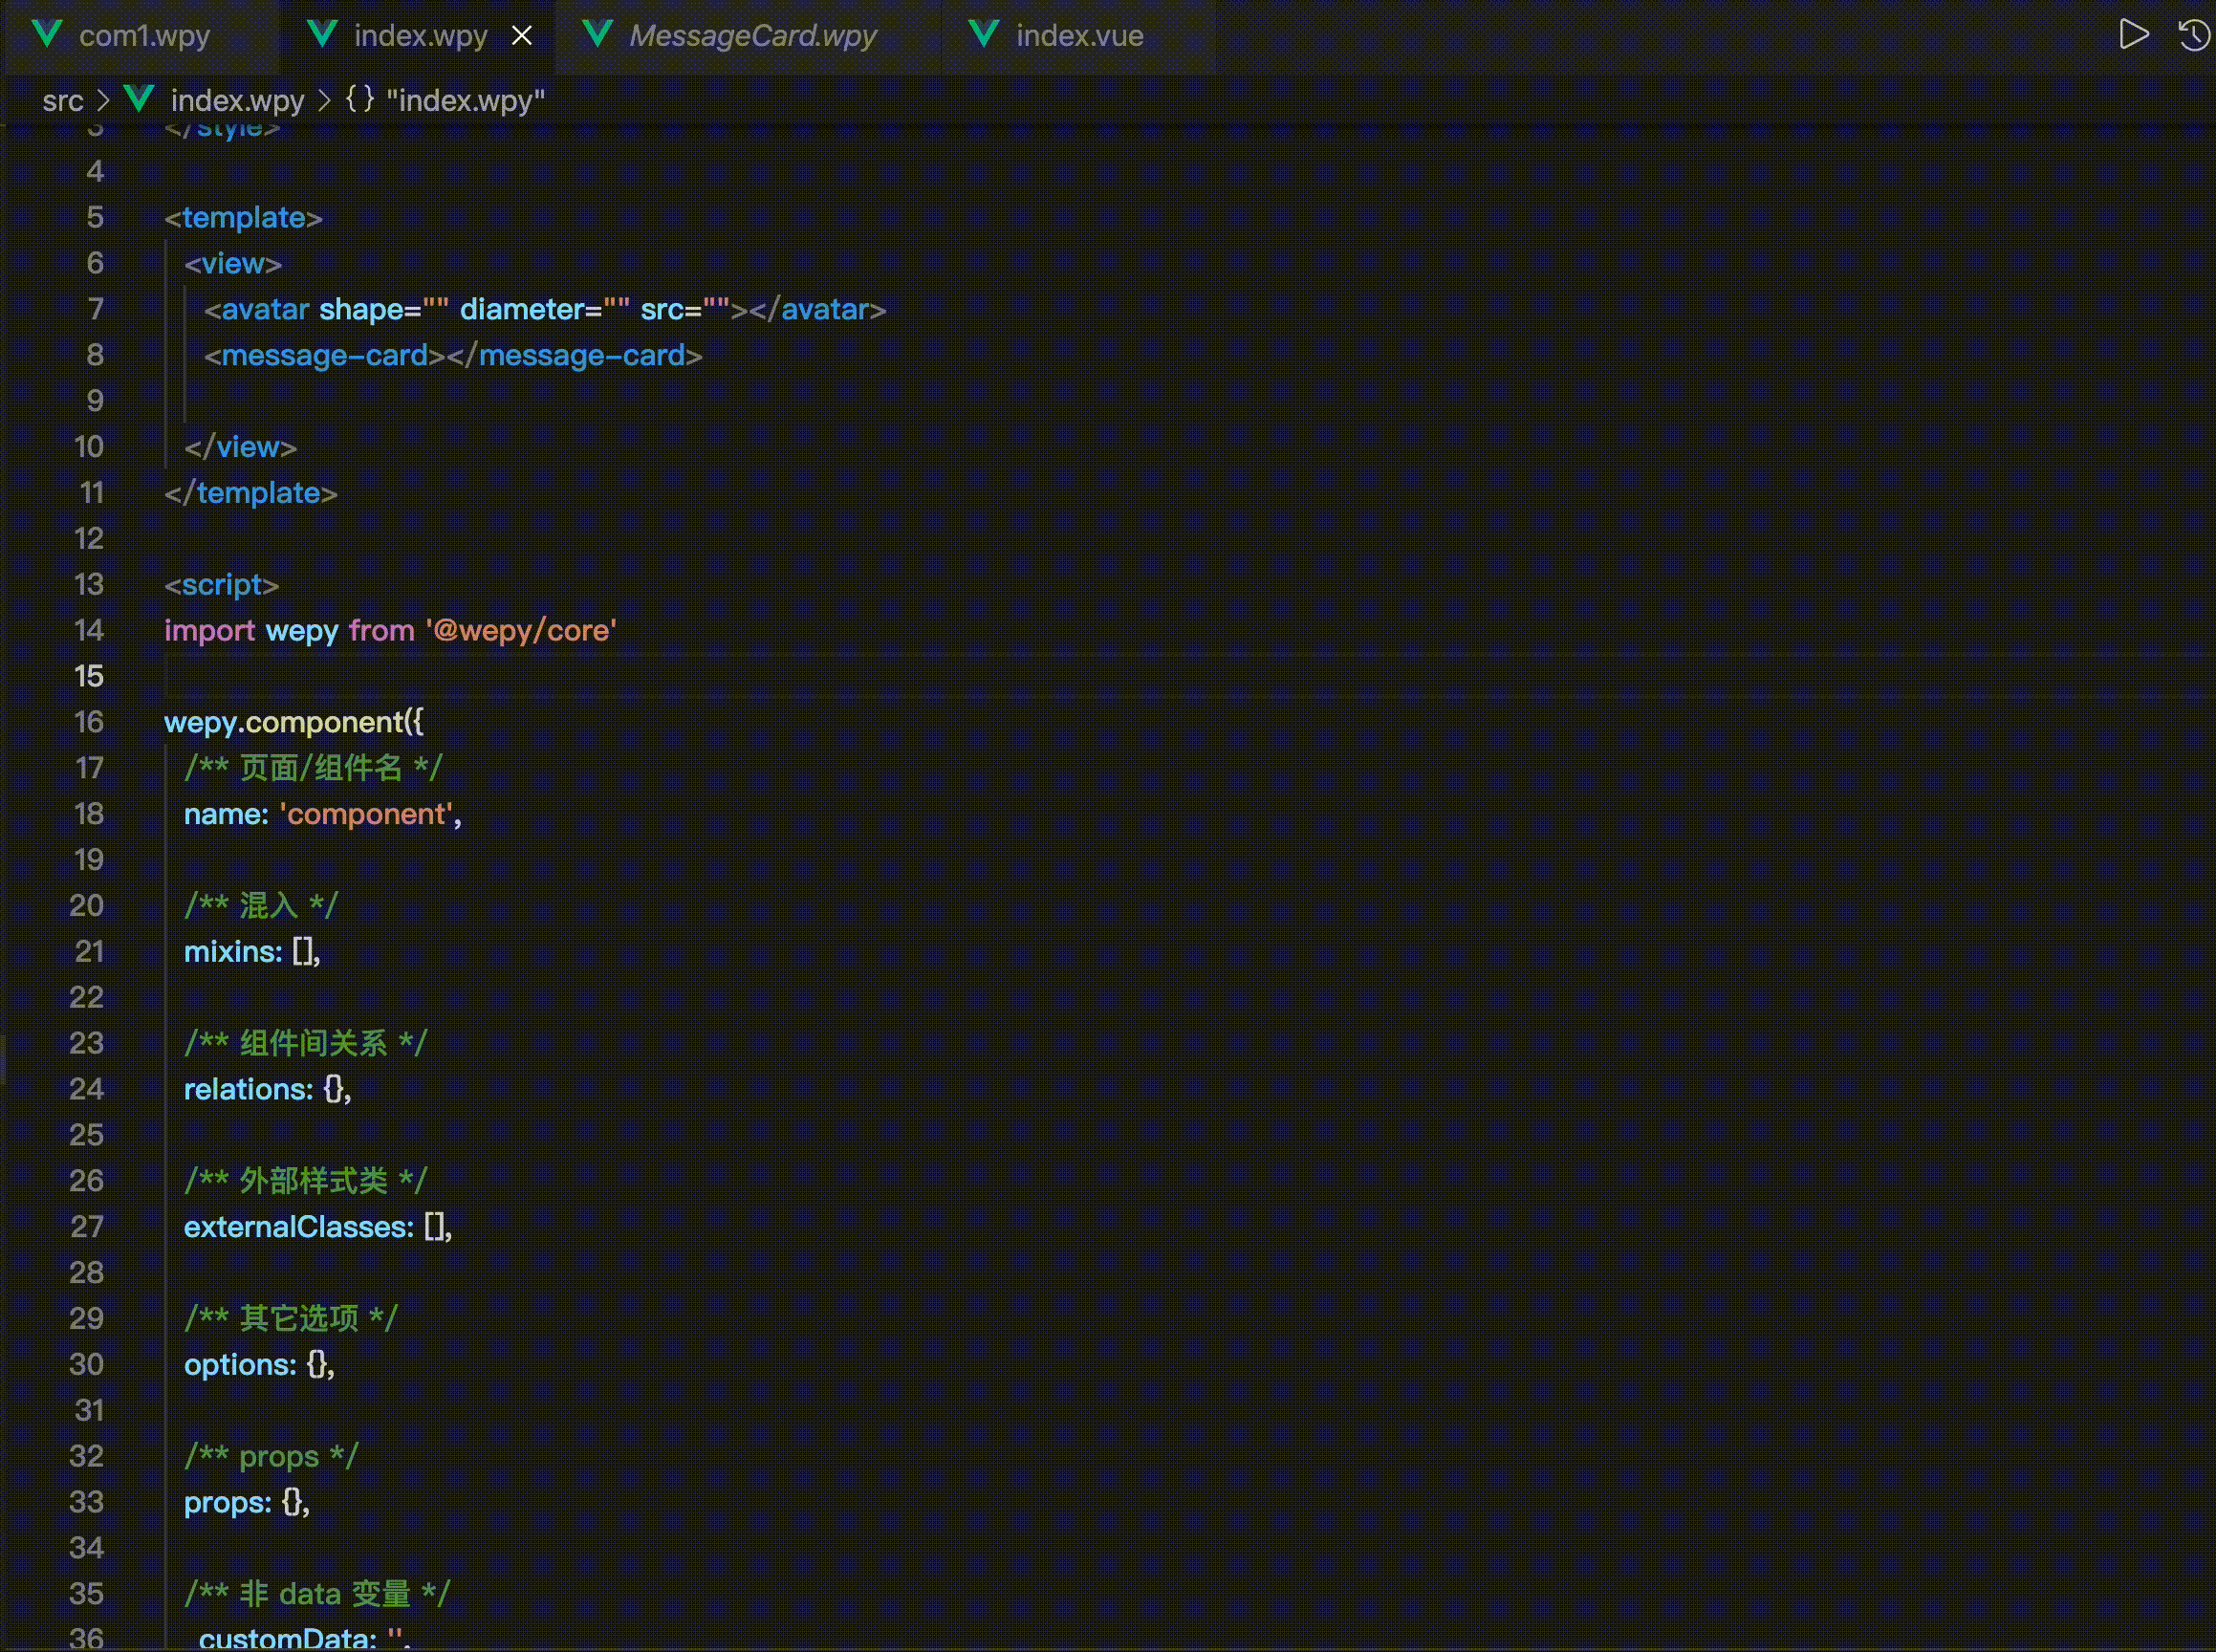 com1.wpy index.wpy MessageCard.wpy index.vue
src > index.wpy > {} "index.wpy"
3 </style>
4
5 <template>
6 <view>
7 <avatar shape="" diameter="" src=""></avatar>
8 <message-card></message-card>
9
10 </view>
11 </template>
12
13 <script>
14 import wepy from '@wepy/core'
15
16 wepy.component({
17 /** 页面/组件名 */
18 name: 'component',
19
20 /** 混入 */
21 mixins: [],
22
23 /** 组件间关系 */
24 relations: {},
25
26 /** 外部样式类 */
27 externalClasses: [],
28
29 /** 其它选项 */
30 options: {},
31
32 /** props */
33 props: {},
34
35 /** 非 data 变量 */
36 customData: '',